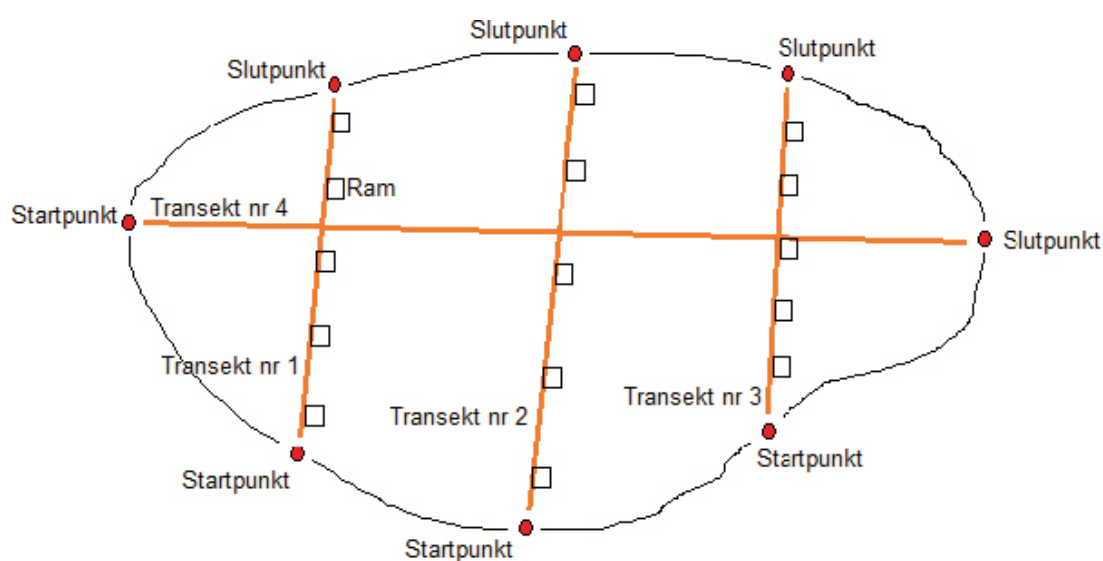 Slutpunkt
Slutpunkt
Slutpunkt
Ram
Startpunkt
Transekt nr 4
Slutpunkt
Transekt nr 1
Transekt nr 2
Transekt nr 3
Startpunkt
Startpunkt
Startpunkt